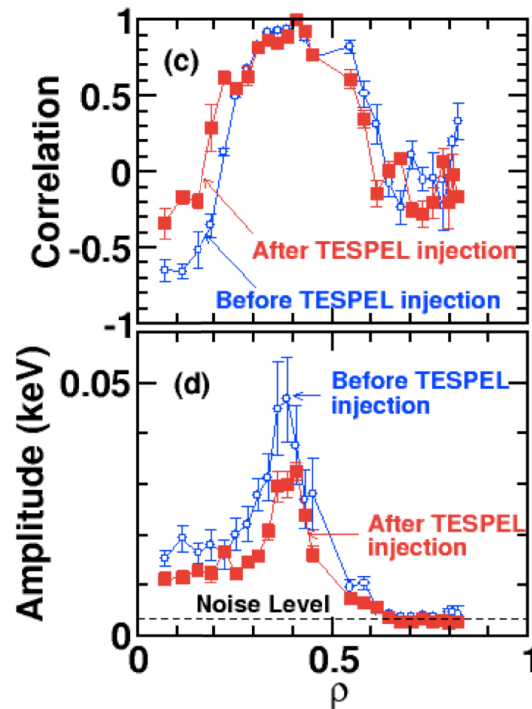 1
(c)
0.5
0
-0.5
-1
Correlation
After TESPEL injection
Before TESPEL injection
0.05
(d)
Before TESPEL
injection
Amplitude (keV)
After TESPEL
injection
Noise Level
0
0
0.5
1
ρ